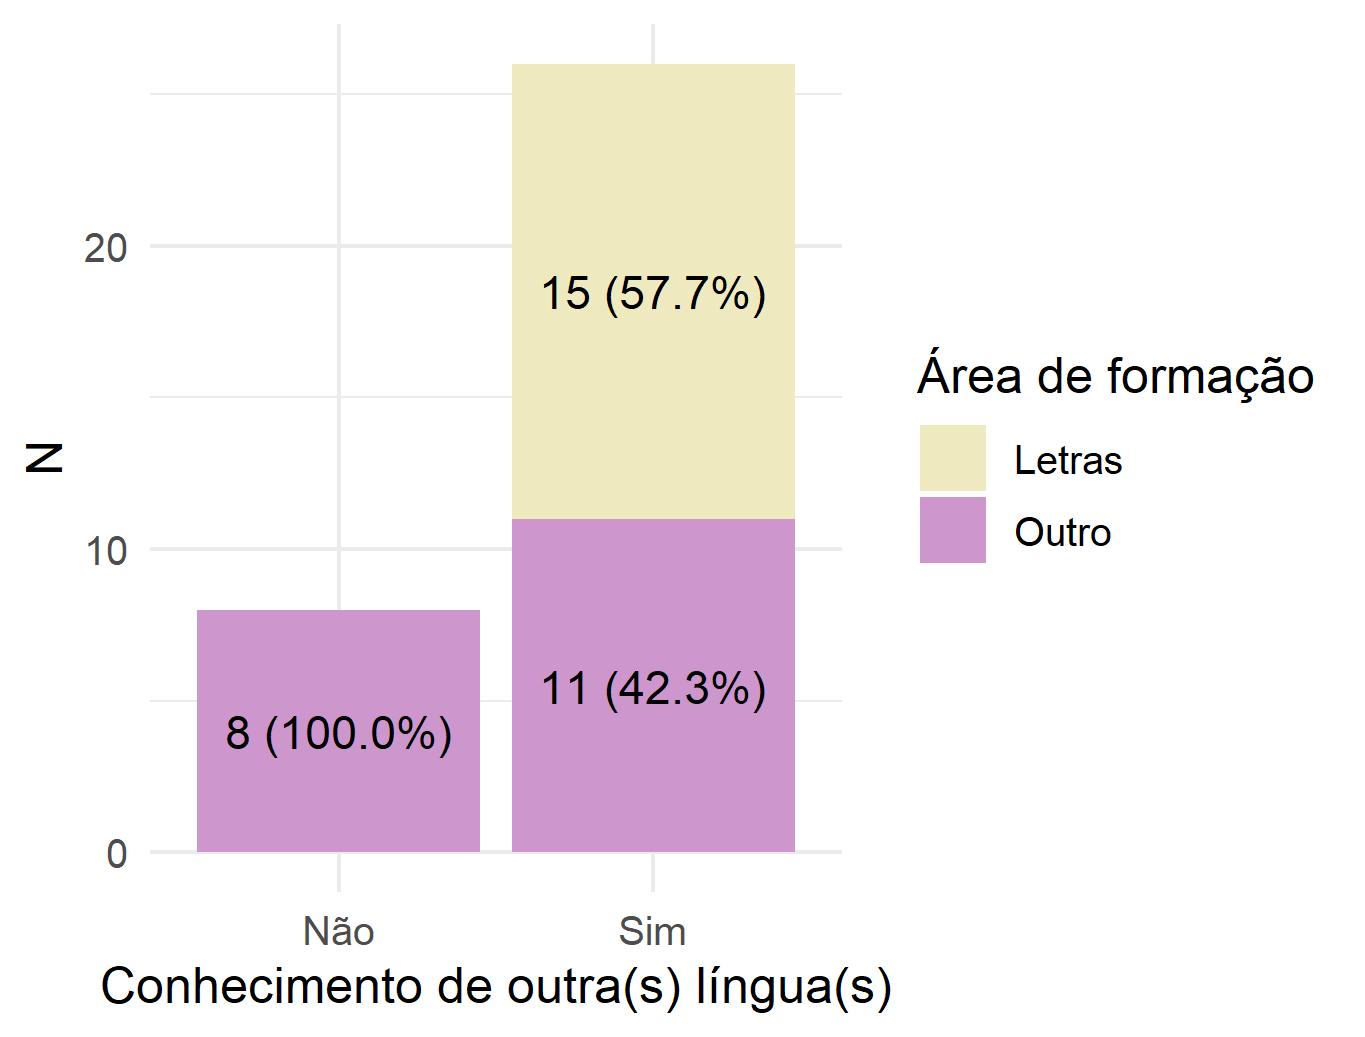 N
20
10
0
15 (57.7%)
11 (42.3%)
8 (100.0%)
Não
Sim
Conhecimento de outra(s) língua(s)
Área de formação
Letras
Outro